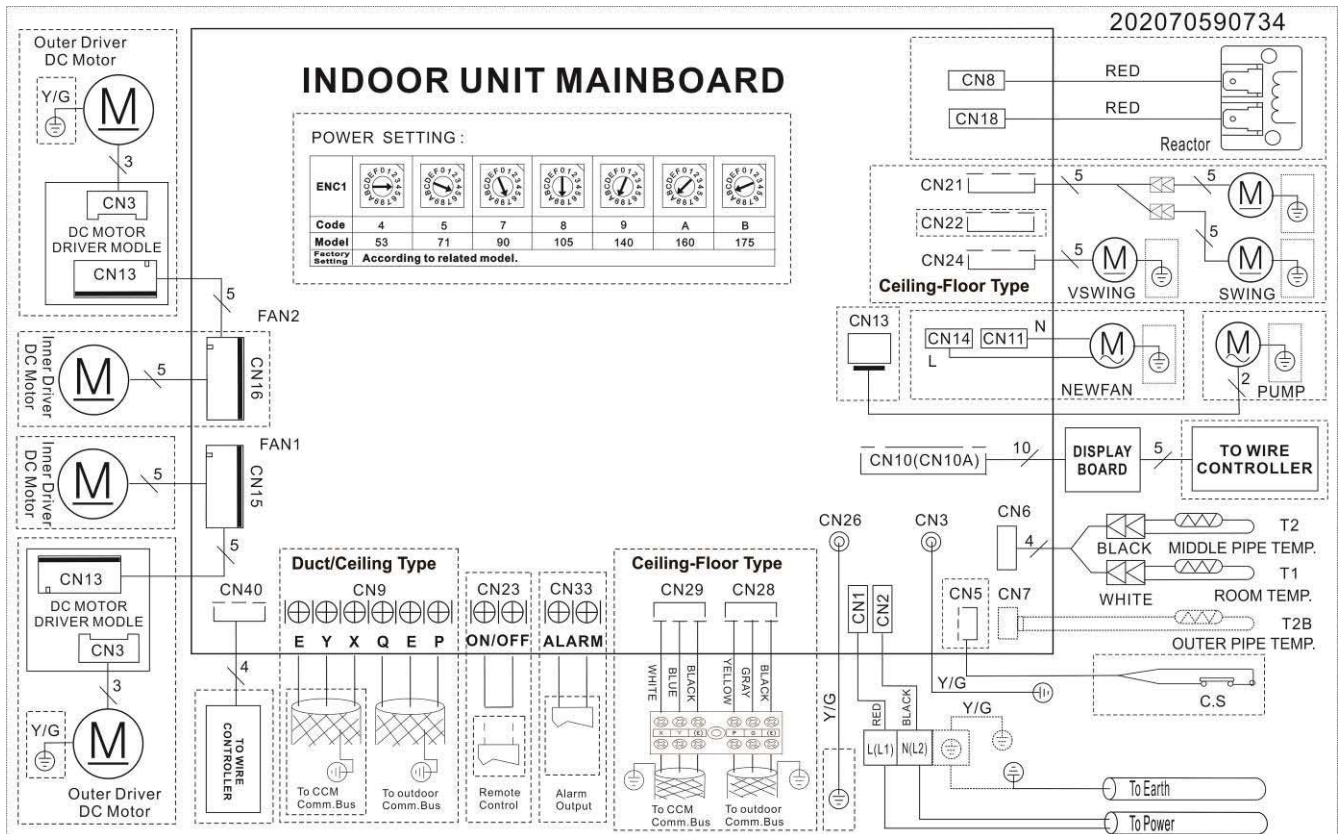 202070590734
INDOOR UNIT MAINBOARD
POWER SETTING :
ENC1
Code 4 5 7 8 9 A B
Model 53 71 90 105 140 160 175
Factory Setting According to related model.
Outer Driver
DC Motor
Y/G
M
3
CN3
DC MOTOR
DRIVER MODLE
CN13
5
FAN2
Inner Driver
DC Motor
M
5
CN16
FAN1
Inner Driver
DC Motor
M
5
CN15
5
CN13
DC MOTOR
DRIVER MODLE
CN3
3
Y/G
M
Outer Driver
DC Motor
CN40
4
TO WIRE
CONTROLLER
Duct/Ceiling Type
CN9
E Y X Q E P
To CCM
Comm.Bus
To outdoor
Comm.Bus
CN23
ON/OFF
Remote
Control
CN33
ALARM
Alarm
Output
Ceiling-Floor Type
CN29 CN28
WHITE
BLUE
BLACK
YELLOW
GRAY
BLACK
X Y (E) P Q (E)
To CCM
Comm.Bus
To outdoor
Comm.Bus
CN8 RED
CN18 RED
Reactor
CN21 5 5 M
CN22
5
CN24 5 M M
Ceiling-Floor Type VSWING SWING
CN13
CN14 CN11 N
L
M
NEWFAN
M
2
PUMP
CN10(CN10A) 10
DISPLAY
BOARD
5
TO WIRE
CONTROLLER
CN26
Y/G
CN3
Y/G
CN1
CN2
RED
BLACK
L(L1) N(L2)
Y/G
To Earth
To Power
CN6
4
T2
BLACK MIDDLE PIPE TEMP.
T1
WHITE ROOM TEMP.
CN5
CN7
T2B
OUTER PIPE TEMP.
C.S